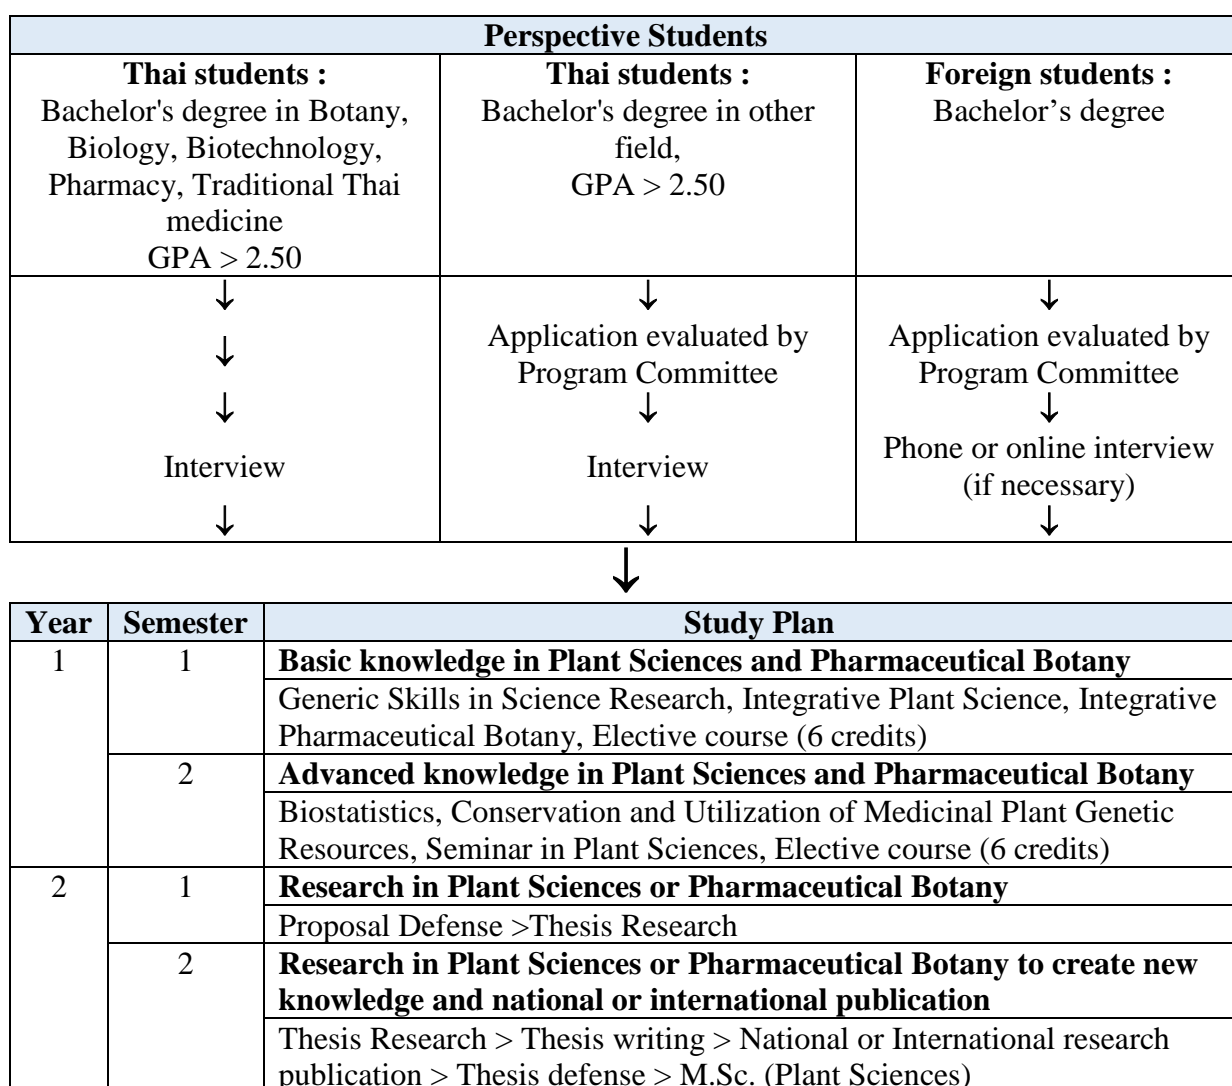 Perspective Students
Thai students :
Bachelor's degree in Botany,
Biology, Biotechnology,
Pharmacy, Traditional Thai
medicine
GPA > 2.50
Thai students :
Bachelor's degree in other
field,
GPA > 2.50
Foreign students :
Bachelor’s degree
↓
↓
↓
Interview
↓
↓
Application evaluated by
Program Committee
↓
Interview
↓
↓
Application evaluated by
Program Committee
↓
Phone or online interview
(if necessary)
↓
↓
Year Semester Study Plan
1 1 Basic knowledge in Plant Sciences and Pharmaceutical Botany
Generic Skills in Science Research, Integrative Plant Science, Integrative
Pharmaceutical Botany, Elective course (6 credits)
2 Advanced knowledge in Plant Sciences and Pharmaceutical Botany
Biostatistics, Conservation and Utilization of Medicinal Plant Genetic
Resources, Seminar in Plant Sciences, Elective course (6 credits)
2 1 Research in Plant Sciences or Pharmaceutical Botany
Proposal Defense >Thesis Research
2 Research in Plant Sciences or Pharmaceutical Botany to create new
knowledge and national or international publication
Thesis Research > Thesis writing > National or International research
publication > Thesis defense > M.Sc. (Plant Sciences)